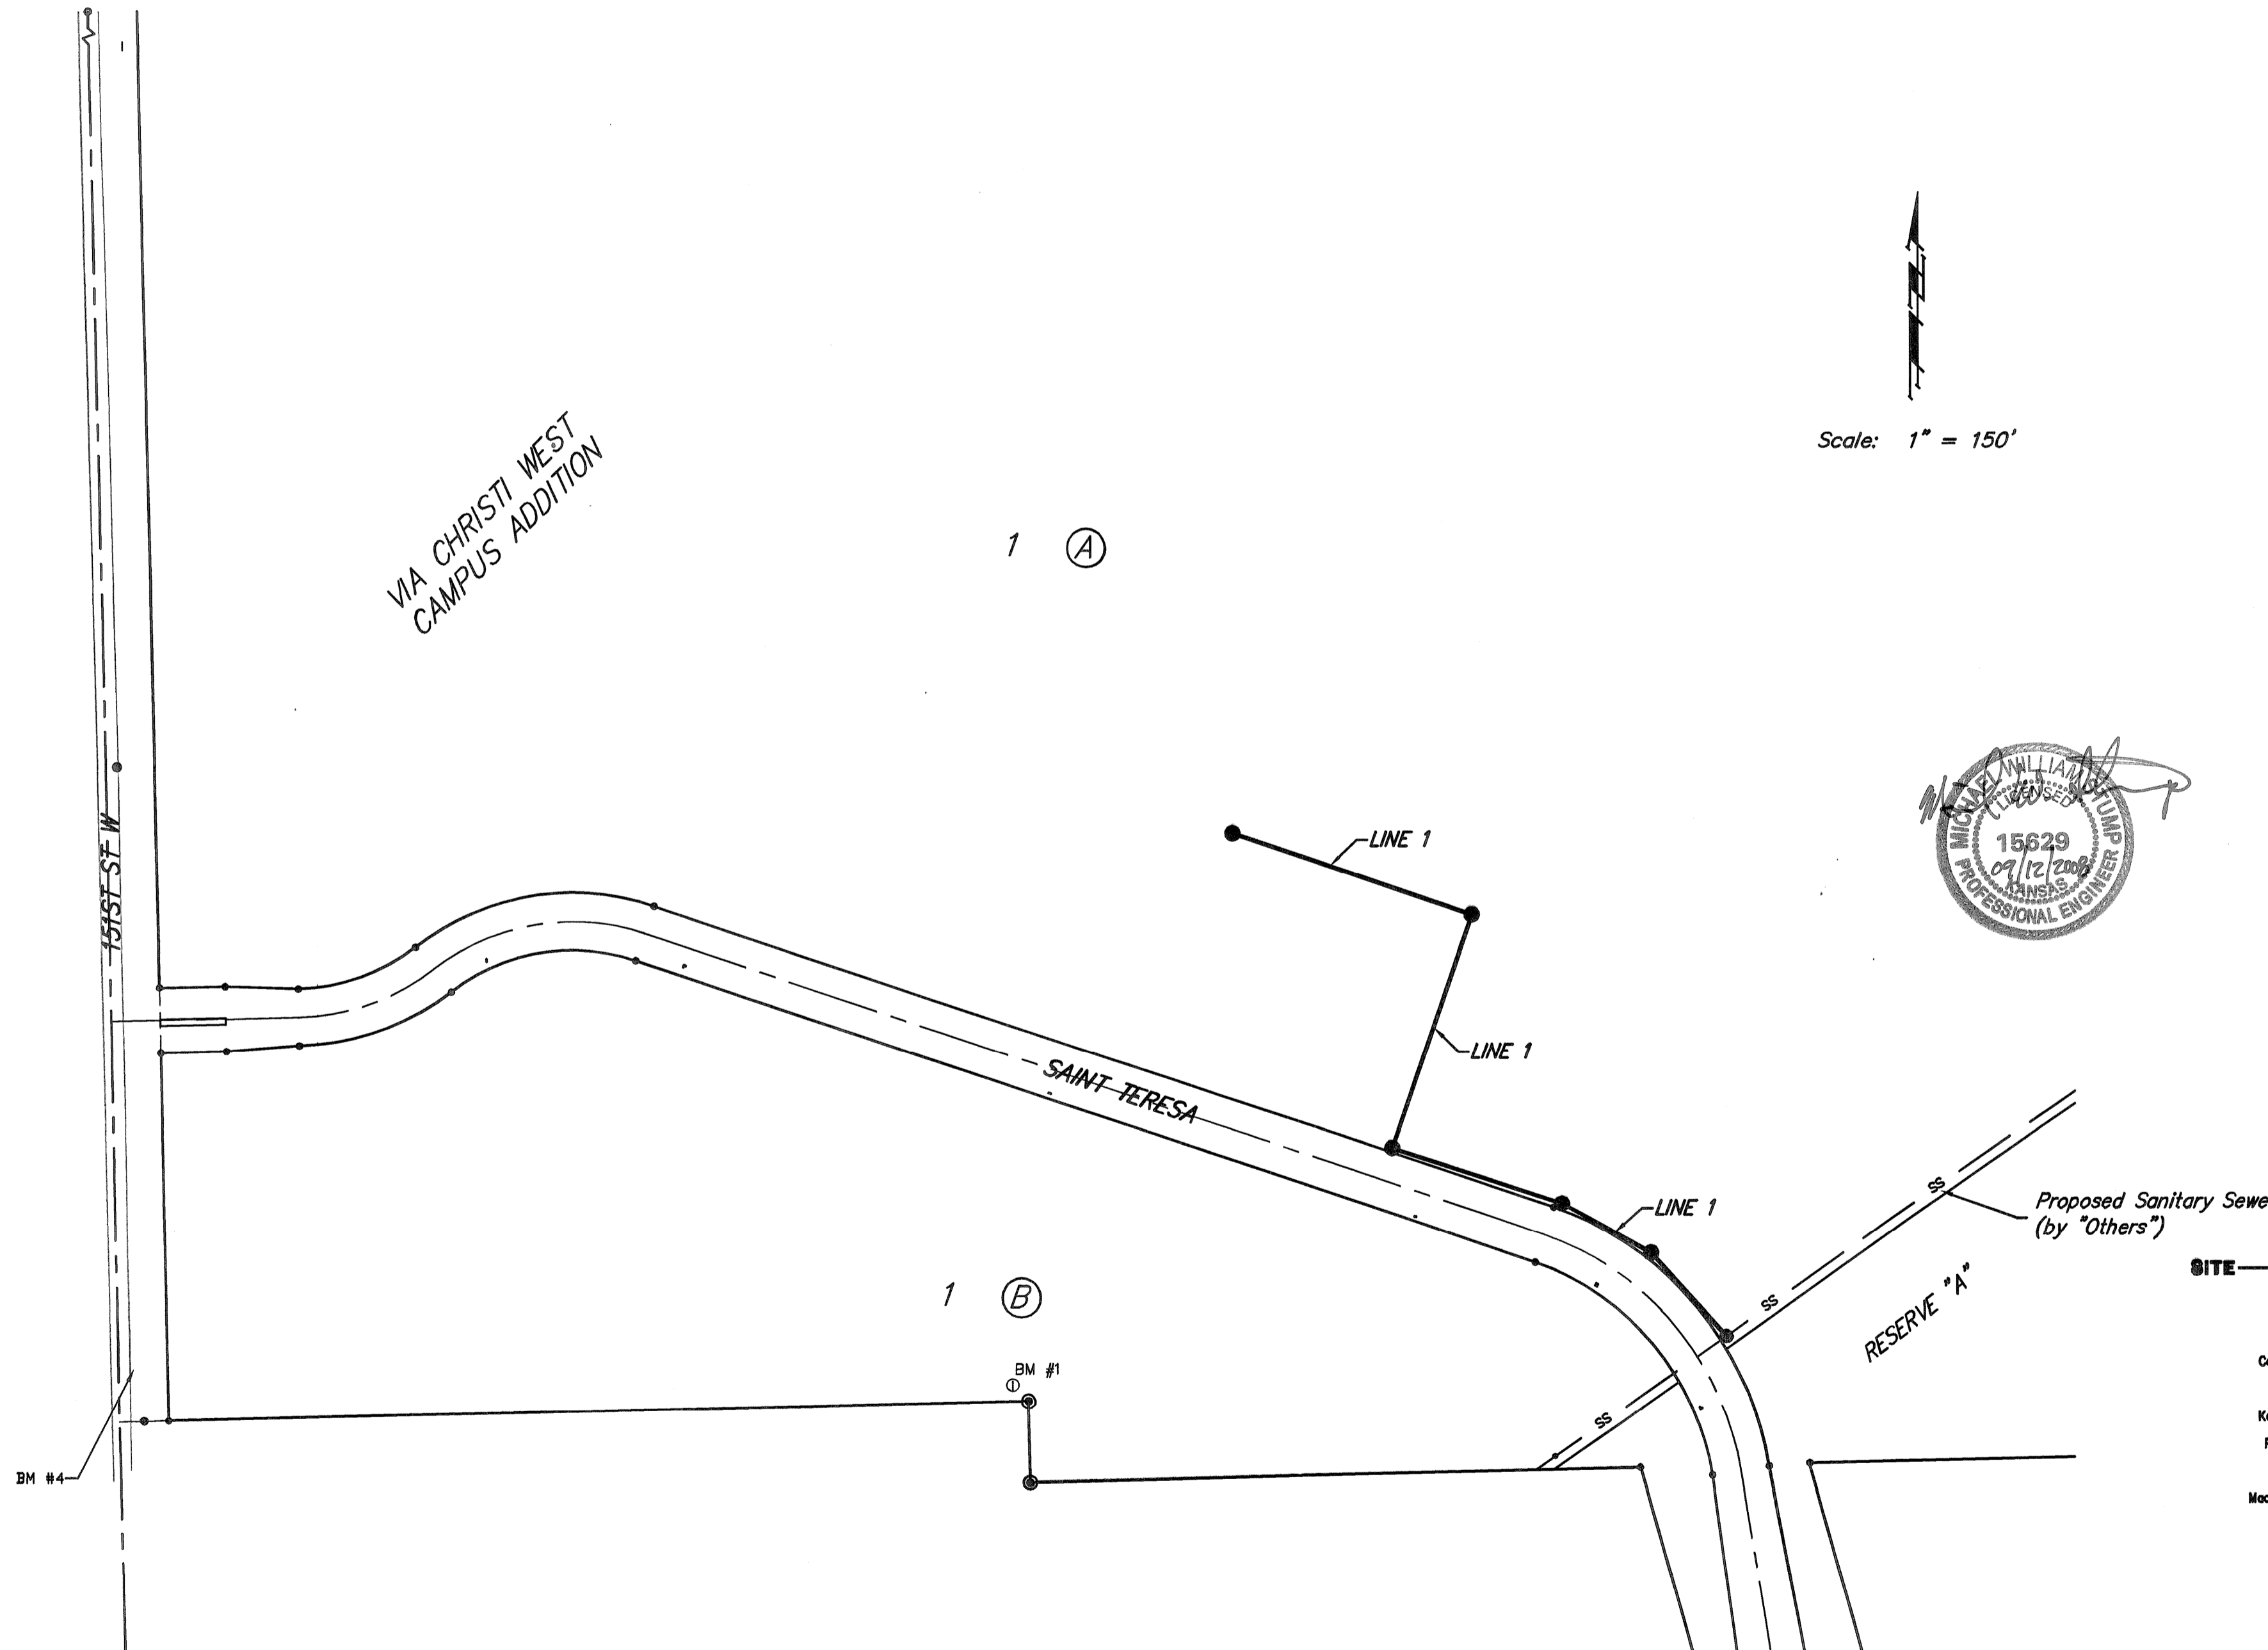 Scale: 1" = 150'
VIA CHRISTI WEST
CAMPUS ADDITION
1 A
MICHAEL WILLIAM STUMP
LICENSED
15629
09/12/2008
KANSAS
PROFESSIONAL ENGINEER
LINE 1
151ST ST W
LINE 1
SAINT TERESA
SS
Proposed Sanitary Sewe
(by "Others")
LINE 1
SITE
1 B
SS
RESERVE "A"
BM #1
1
SS
BM #4